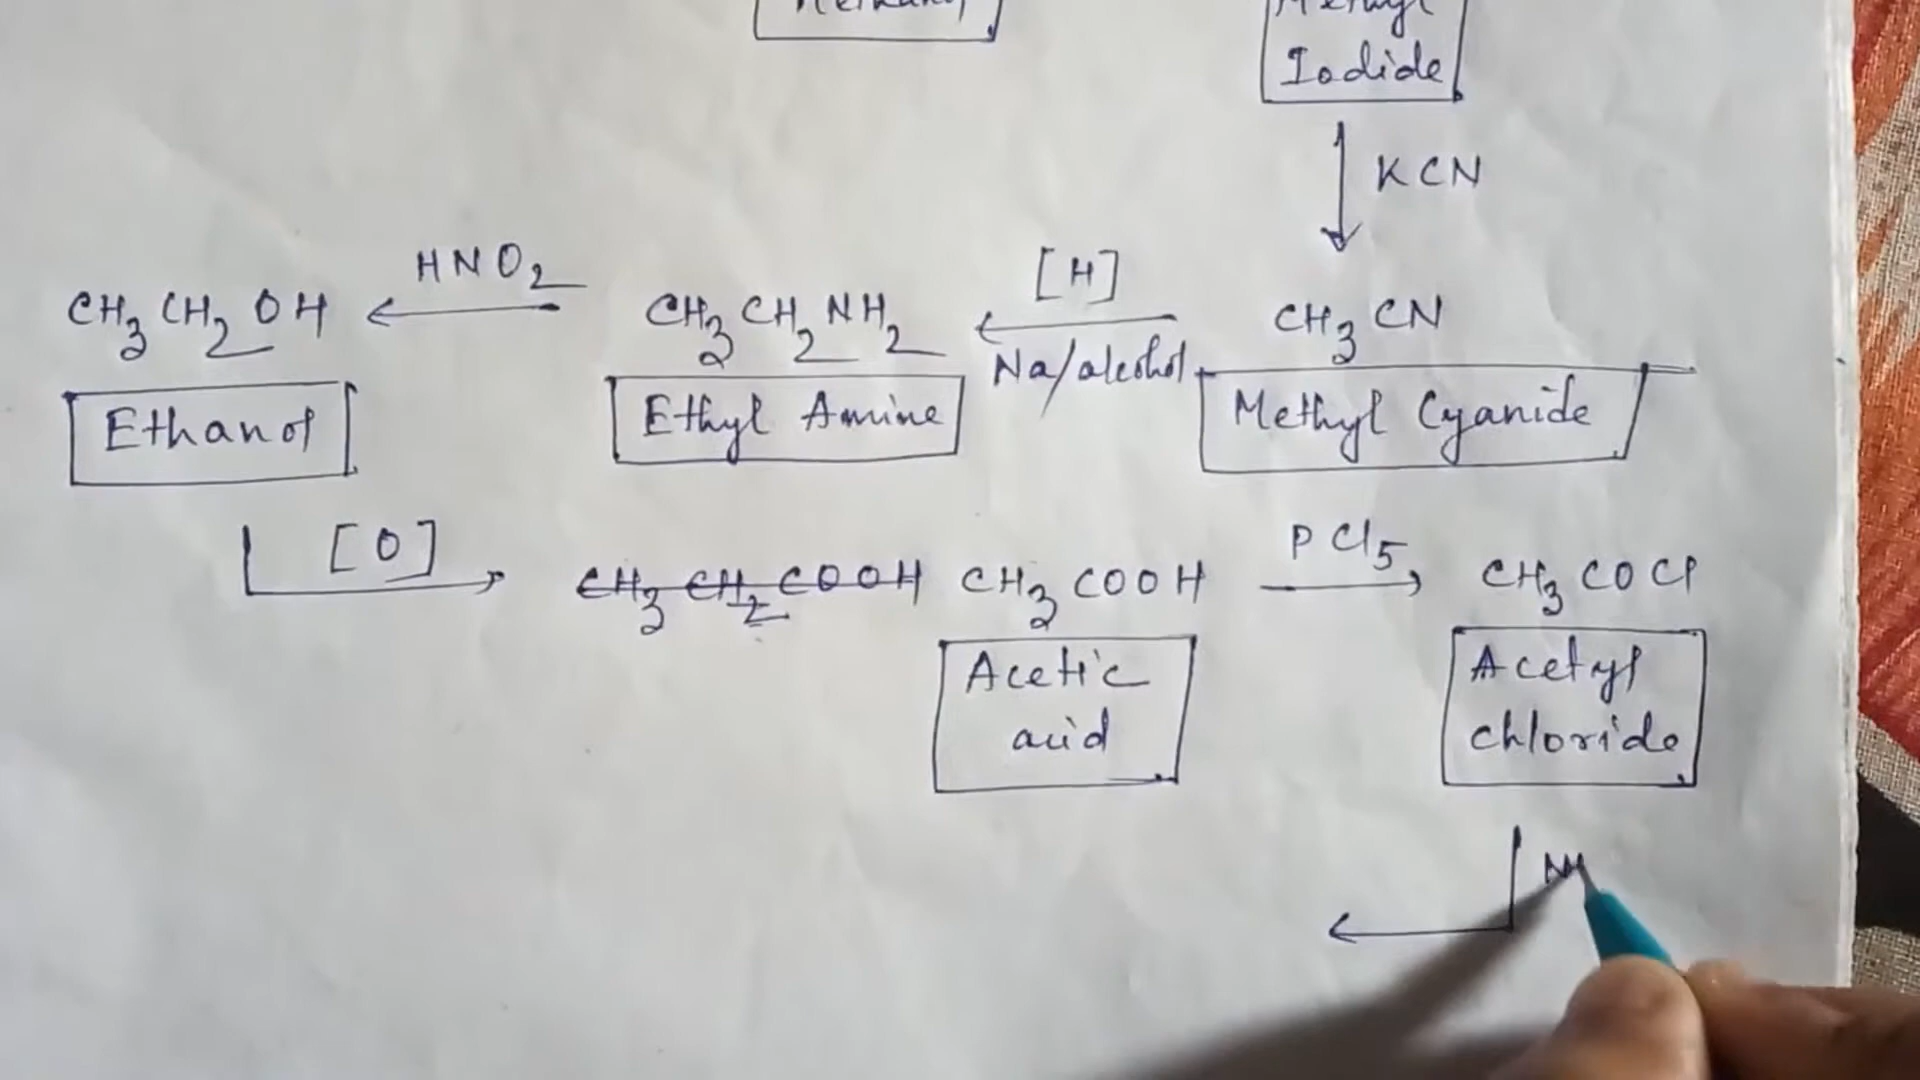 Methyl
Iodide
KCN
HNO2
[H]
CH3CH2OH
CH3CH2NH2
CH3CN
Na/alcohol
Ethanol
Ethyl Amine
Methyl Cyanide
[O]
PCl5
CH3CH2COOH CH3COOH
CH3COCl
Acetic
acid
Acetyl
chloride